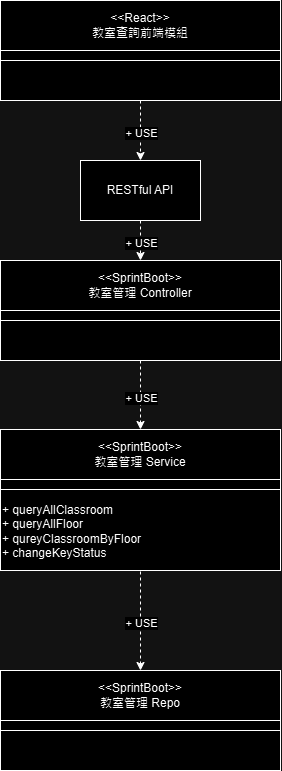 <<React>>
教室查詢前端模組
+ USE
RESTful API
+ USE
<<SprintBoot>>
教室管理 Controller
+ USE
<<SprintBoot>>
教室管理 Service
+ queryAllClassroom
+ queryAllFloor
+ qureyClassroomByFloor
+ changeKeyStatus
+ USE
<<SprintBoot>>
教室管理 Repo